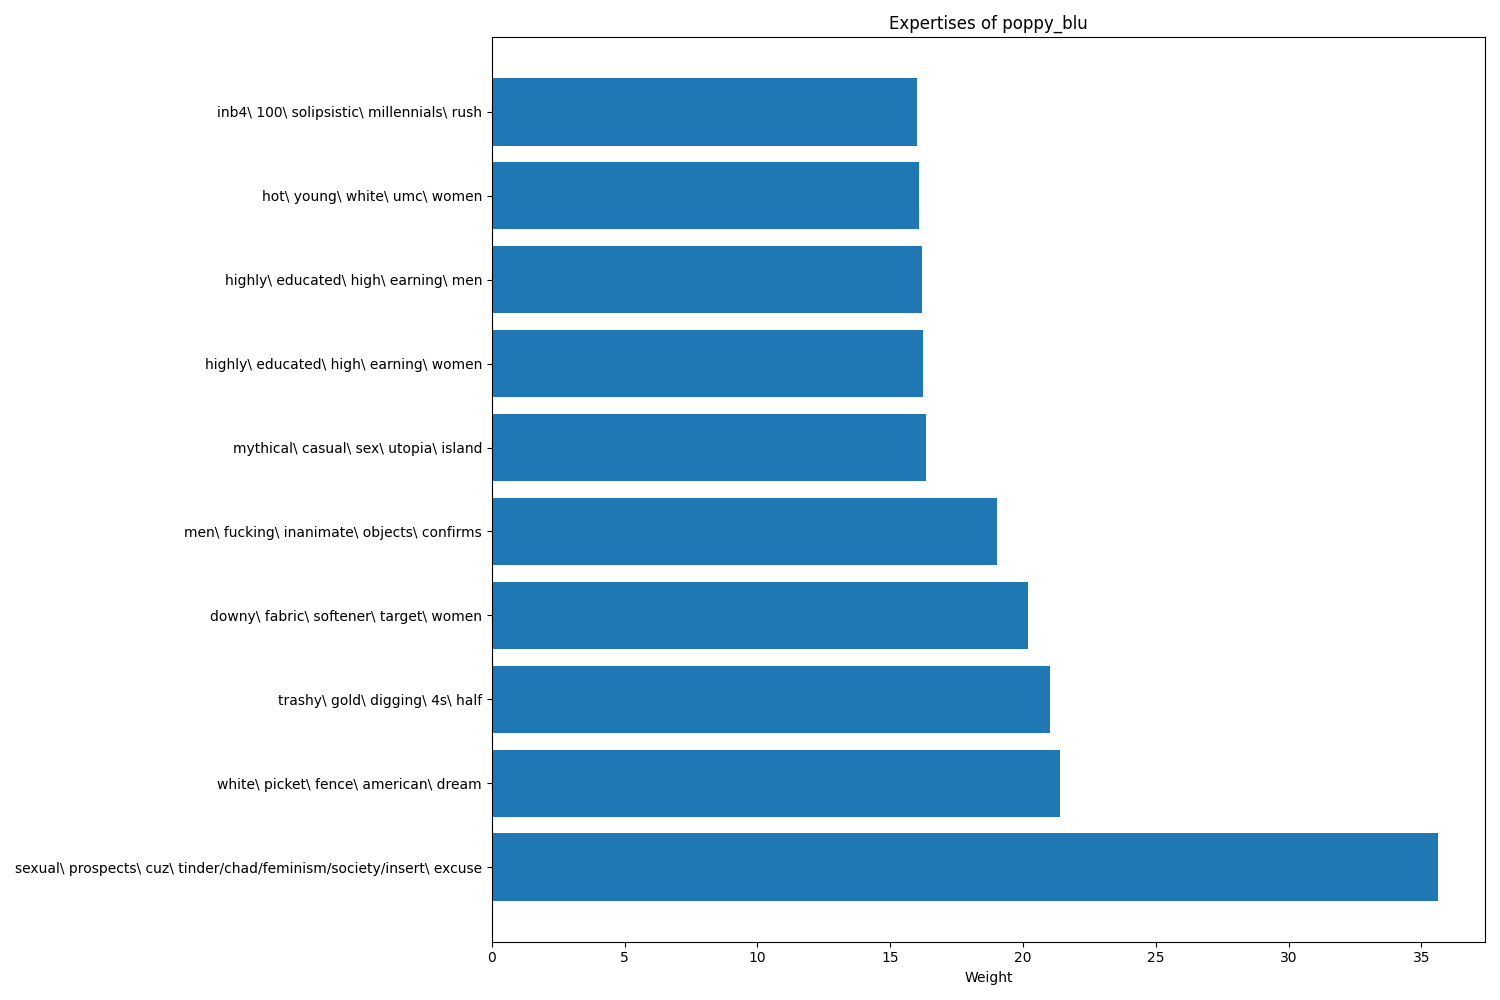 Expertises of poppy_blu
inb4\ 100\ solipsistic\ millennials\ rush
hot\ young\ white\ umc\ women
highly\ educated\ high\ earning\ men
highly\ educated\ high\ earning\ women
mythical\ casual\ sex\ utopia\ island
men\ fucking\ inanimate\ objects\ confirms
downy\ fabric\ softener\ target\ women
trashy\ gold\ digging\ 4s\ half
white\ picket\ fence\ american\ dream
sexual\ prospects\ cuz\ tinder/chad/feminism/society/insert\ excuse
0 5 10 15 20 25 30 35
Weight